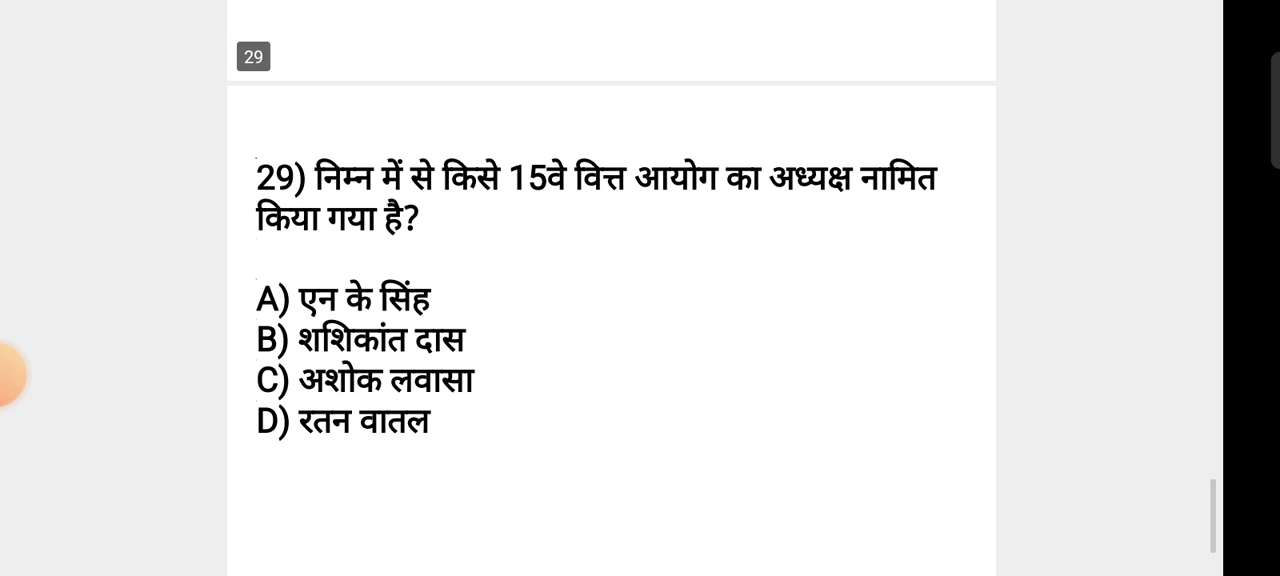 29
29) निम्न में से किसे 15वे वित्त आयोग का अध्यक्ष नामित
किया गया है?
A) एन के सिंह
B) शशिकांत दास
C) अशोक लवासा
D) रतन वातल